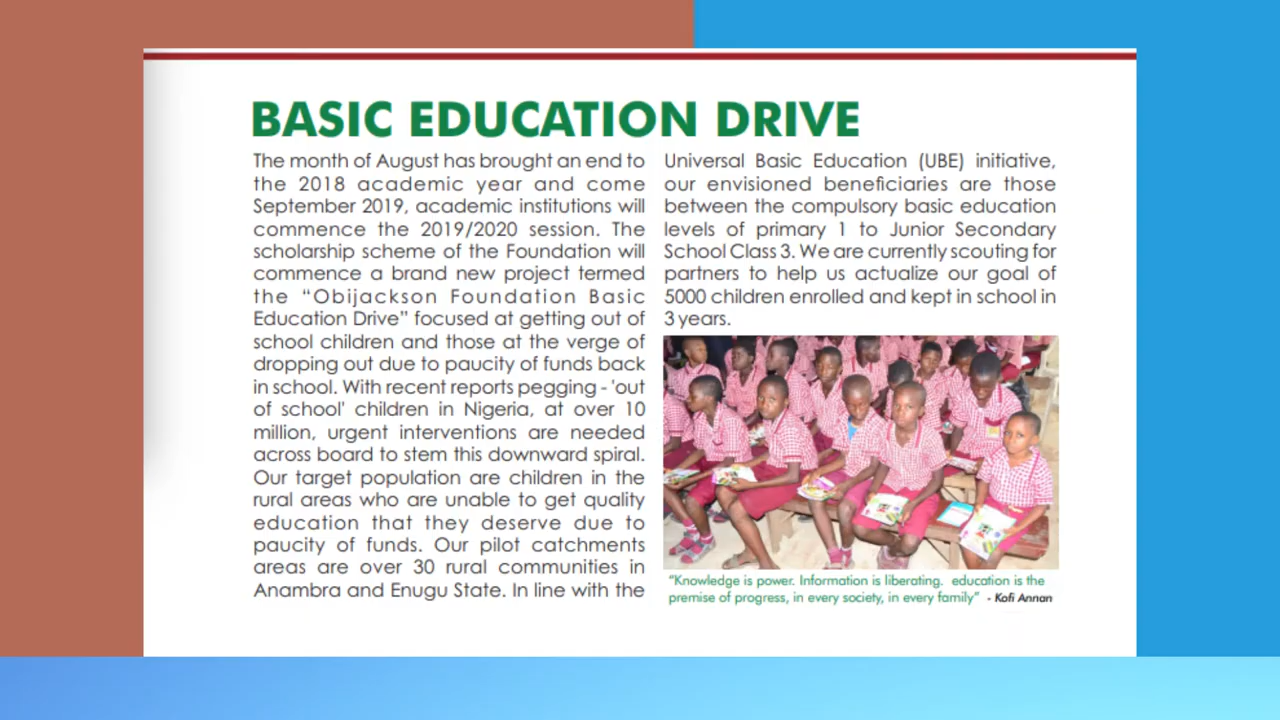 BASIC EDUCATION DRIVE
The month of August has brought an end to
the 2018 academic year and come
September 2019, academic institutions will
commence the 2019/2020 session. The
scholarship scheme of the Foundation will
commence a brand new project termed
the “Obijackson Foundation Basic
Education Drive” focused at getting out of
school children and those at the verge of
dropping out due to paucity of funds back
in school. With recent reports pegging - 'out
of school' children in Nigeria, at over 10
million, urgent interventions are needed
across board to stem this downward spiral.
Our target population are children in the
rural areas who are unable to get quality
education that they deserve due to
paucity of funds. Our pilot catchments
areas are over 30 rural communities in
Anambra and Enugu State. In line with the
Universal Basic Education (UBE) initiative,
our envisioned beneficiaries are those
between the compulsory basic education
levels of primary 1 to Junior Secondary
School Class 3. We are currently scouting for
partners to help us actualize our goal of
5000 children enrolled and kept in school in
3 years.
“Knowledge is power. Information is liberating. education is the
premise of progress, in every society, in every family” - Kofi Annan